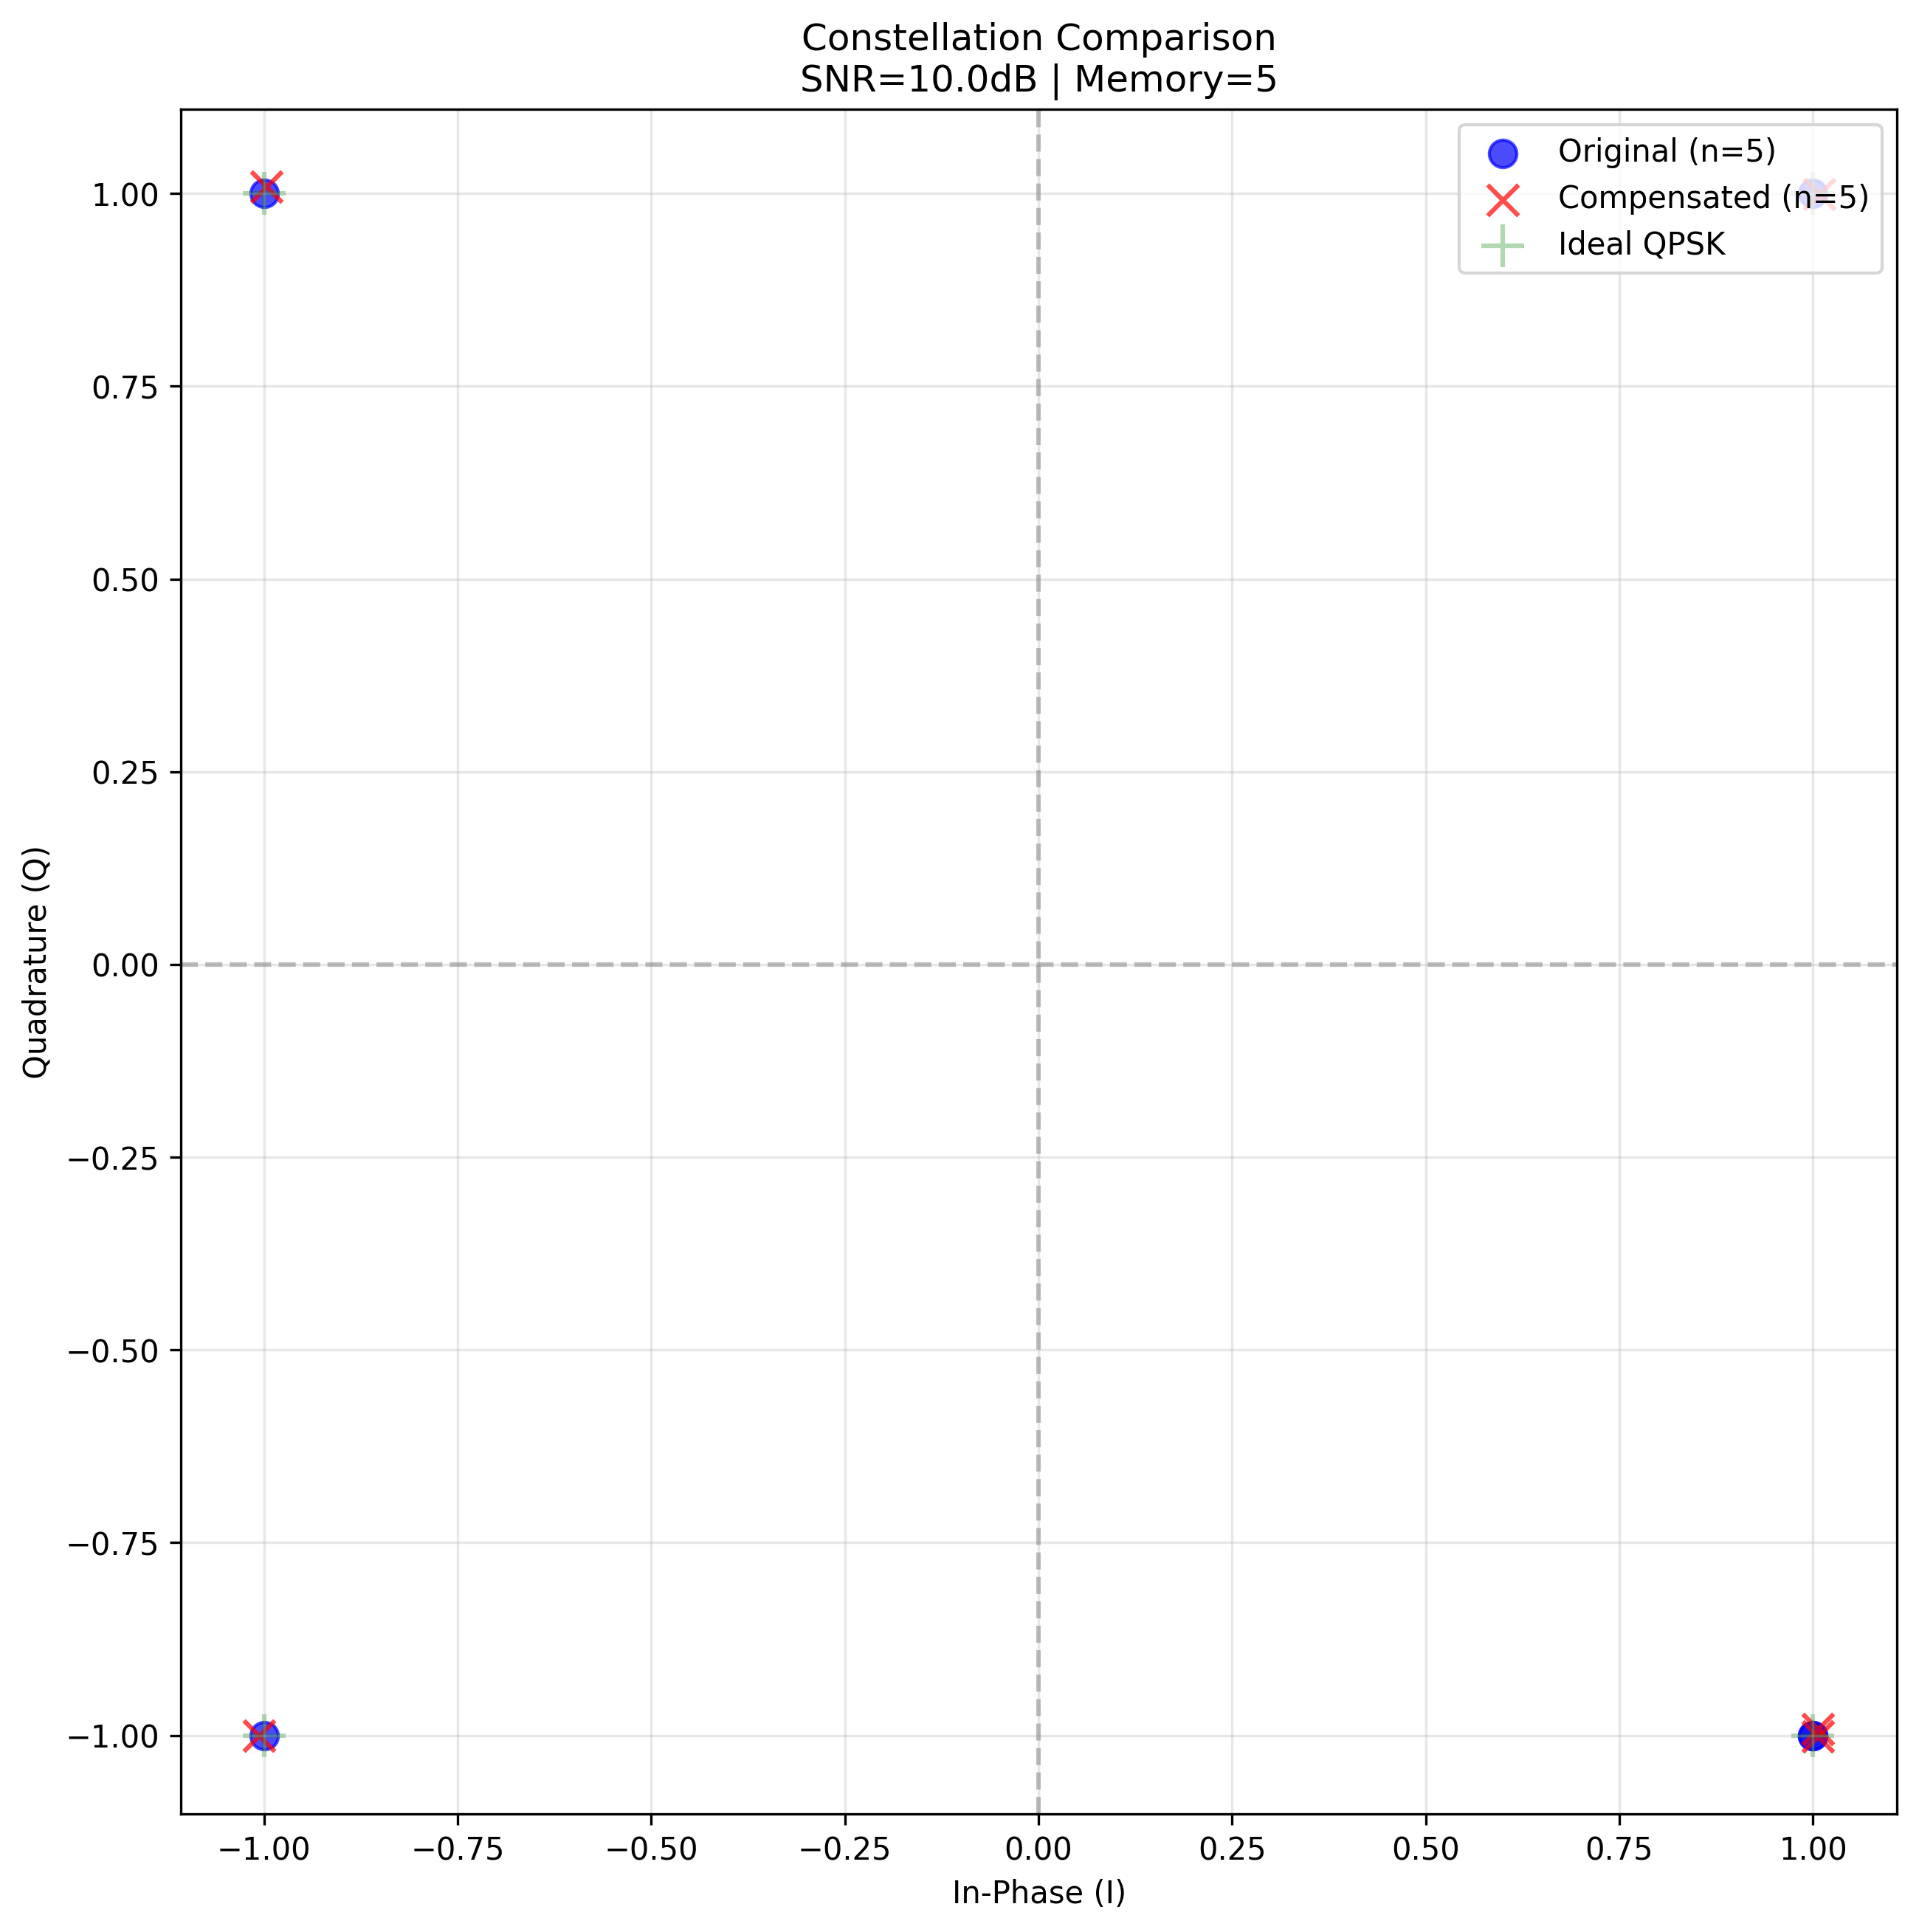 Constellation Comparison
SNR=10.0dB | Memory=5
Original (n=5)
Compensated (n=5)
Ideal QPSK
1.00
0.75
0.50
0.25
0.00
−0.25
−0.50
−0.75
−1.00
Quadrature (Q)
−1.00
−0.75
−0.50
−0.25
0.00
0.25
0.50
0.75
1.00
In-Phase (I)